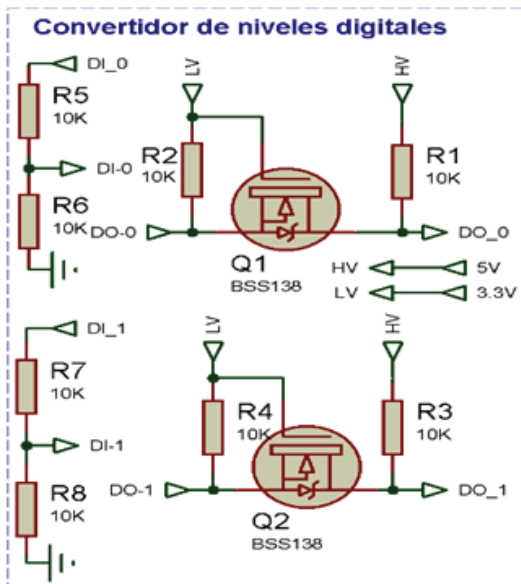 Convertidor de niveles digitales
DI_0
R5
10K
DI-0
R6
10K
LV
R2
10K
DO-0
Q1
BSS138
HV
R1
10K
DO_0
HV 5V
LV 3.3V
DI_1
R7
10K
DI-1
R8
10K
LV
R4
10K
DO-1
Q2
BSS138
HV
R3
10K
DO_1